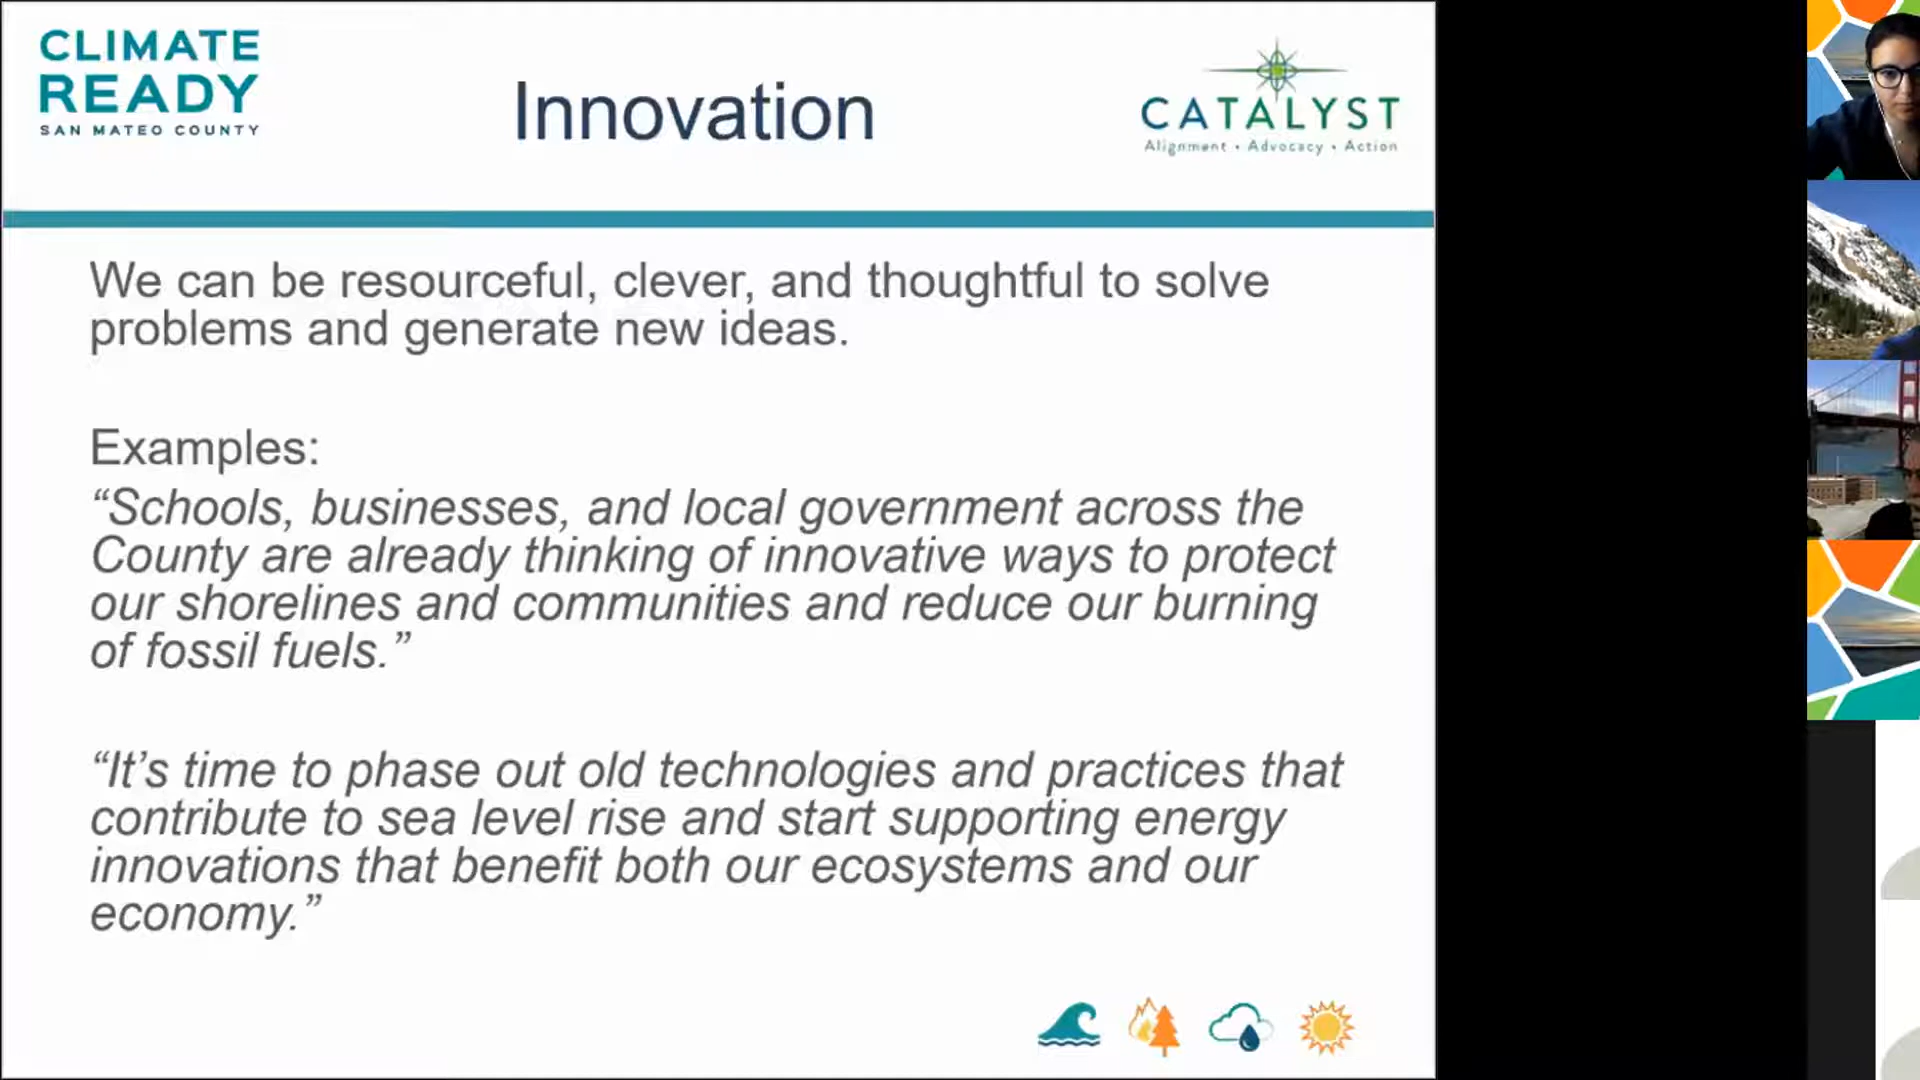 CLIMATE
READY
SAN MATEO COUNTY
Innovation
CATALYST
Alignment • Advocacy • Action
We can be resourceful, clever, and thoughtful to solve
problems and generate new ideas.
Examples:
“Schools, businesses, and local government across the
County are already thinking of innovative ways to protect
our shorelines and communities and reduce our burning
of fossil fuels.”
“It’s time to phase out old technologies and practices that
contribute to sea level rise and start supporting energy
innovations that benefit both our ecosystems and our
economy.”